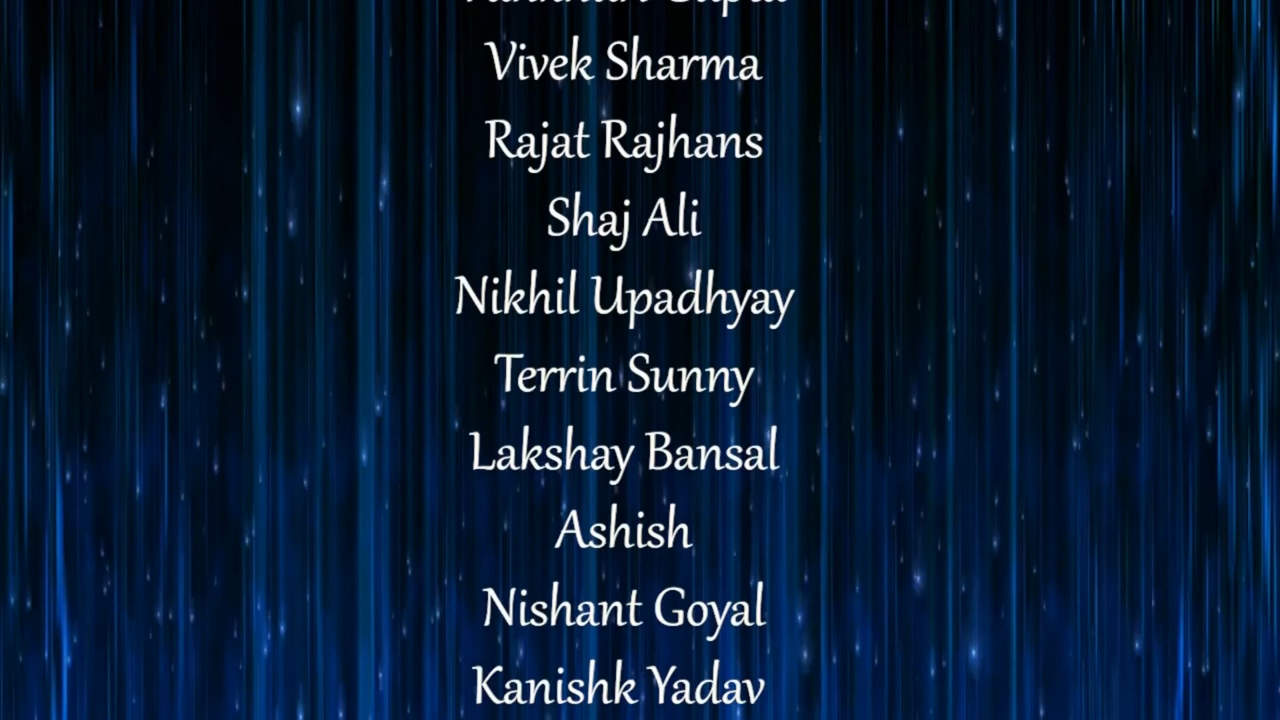 Vivek Sharma
Rajat Rajhans
Shaj Ali
Nikhil Upadhyay
Terrin Sunny
Lakshay Bansal
Ashish
Nishant Goyal
Kanishk Yadav